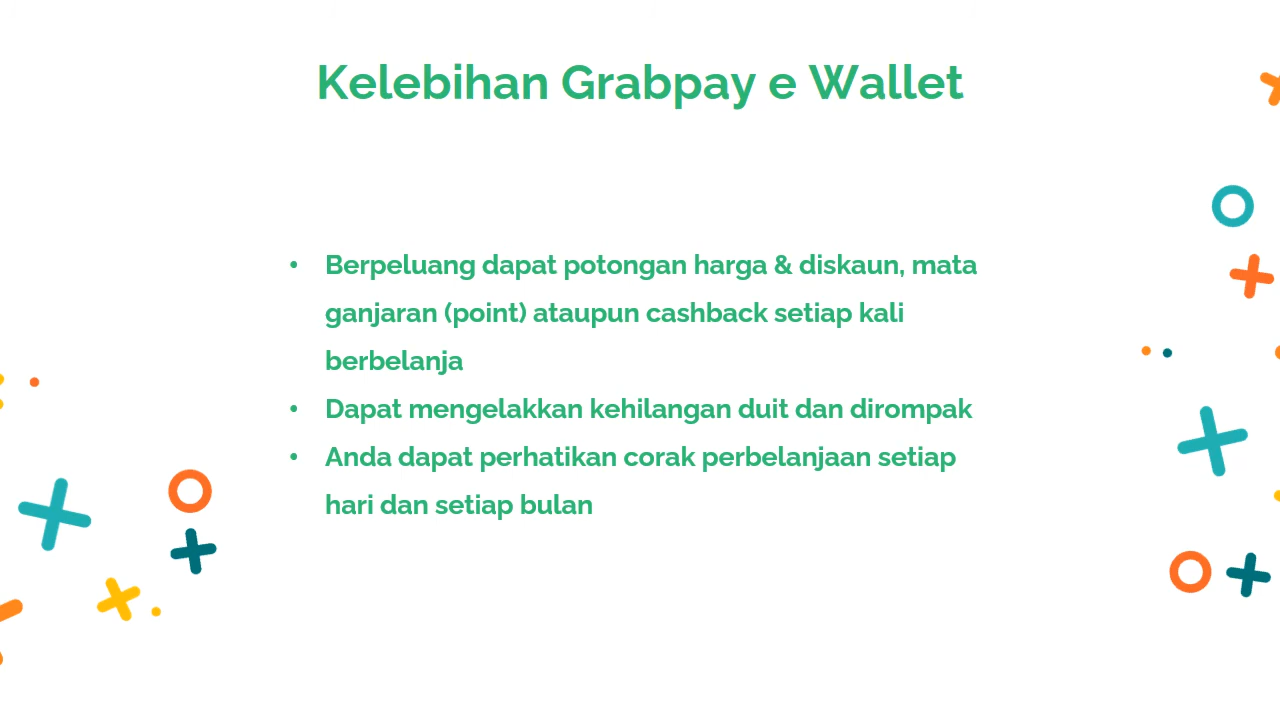 Kelebihan Grabpay e Wallet
• Berpeluang dapat potongan harga & diskaun, mata
ganjaran (point) ataupun cashback setiap kali
berbelanja
• Dapat mengelakkan kehilangan duit dan dirompak
• Anda dapat perhatikan corak perbelanjaan setiap
hari dan setiap bulan